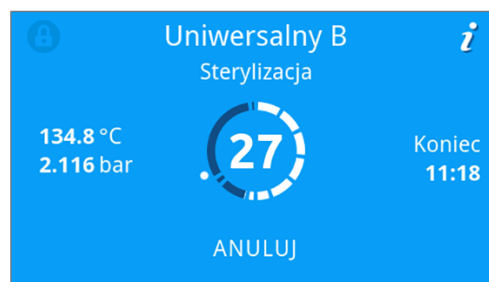 Uniwersalny B
i
Sterylizacja
134.8 °C
2.116 bar
27
Koniec
11:18
ANULUJ